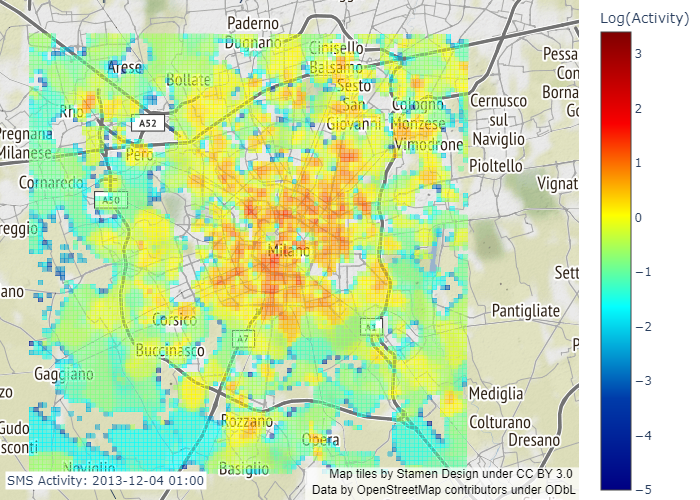 Log(Activity)
3
2
1
0
−1
−2
−3
−4
−5
Paderno
Dugnano
Cinisello
Balsamo
Arese
Bollate
Sesto
San
Giovanni
Cologno
Monzese
Cernusco
sul
Naviglio
Pessa
Con
Borna
Go
Rho
A52
Pregnana
Milanese
Pero
Vimodrone
Pioltello
Cornaredo
Vignat
A50
reggio
Milano
Sett
ano
Pantigliate
Corsico
A7
A1
Buccinasco
P
Gaggiano
zo
Mediglia
Rozzano
Colturano
Gudo
sconti
Opera
Dresano
Noviglio
Basiglio
SMS Activity: 2013-12-04 01:00
Map tiles by Stamen Design under CC BY 3.0
Data by OpenStreetMap contributors under ODbL